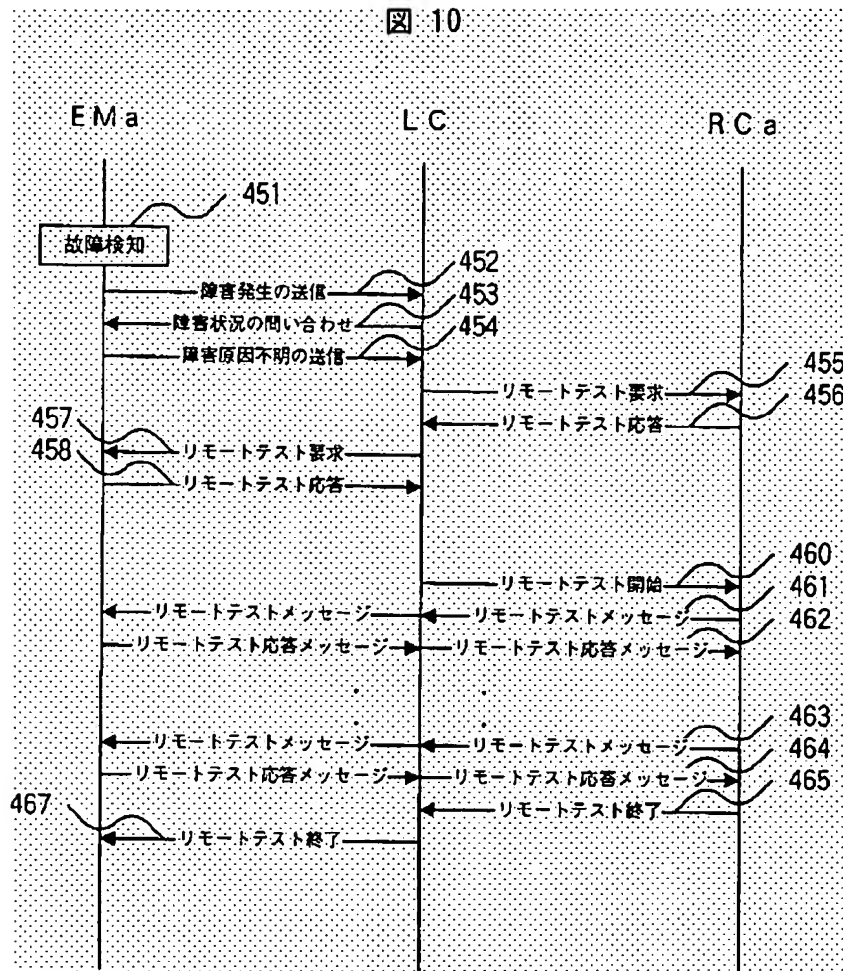 図 10
EMa
LC
RCa
451
故障検知
452
障害発生の送信
453
障害状況の問い合わせ
454
障害原因不明の送信
455
リモートテスト要求
456
リモートテスト応答
457
リモートテスト要求
458
リモートテスト応答
460
リモートテスト開始
461
リモートテストメッセージ
リモートテストメッセージ
462
リモートテスト応答メッセージ
リモートテスト応答メッセージ
463
リモートテストメッセージ
リモートテストメッセージ
464
リモートテスト応答メッセージ
リモートテスト応答メッセージ
465
リモートテスト終了
467
リモートテスト終了